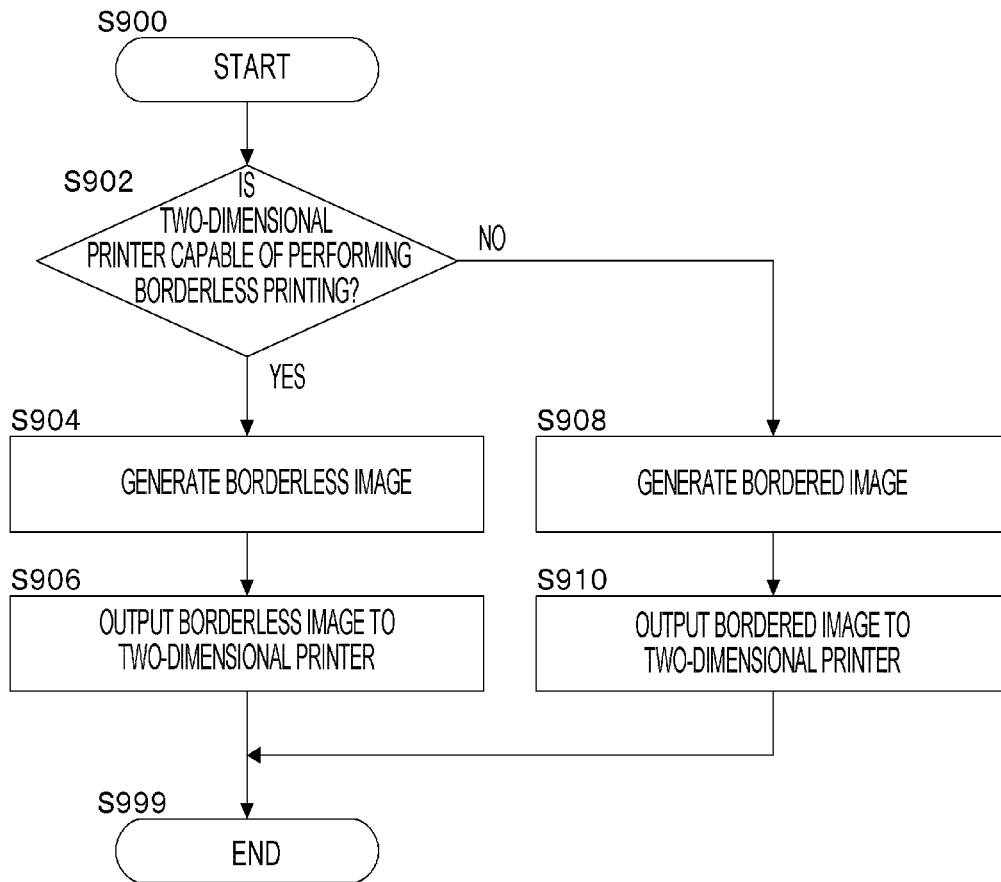 S900
START
S902
IS
TWO-DIMENSIONAL
PRINTER CAPABLE OF PERFORMING
BORDERLESS PRINTING?
NO
YES
S904
GENERATE BORDERLESS IMAGE
S908
GENERATE BORDERED IMAGE
S906
OUTPUT BORDERLESS IMAGE TO
TWO-DIMENSIONAL PRINTER
S910
OUTPUT BORDERED IMAGE TO
TWO-DIMENSIONAL PRINTER
S999
END